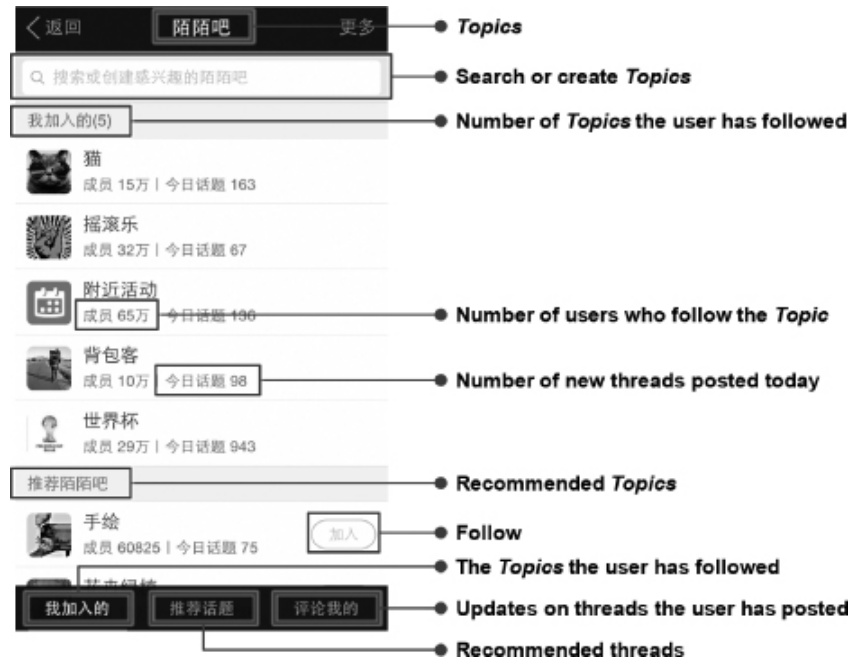 返回 陌陌吧 更多 Topics
搜索或创建感兴趣的陌陌吧 Search or create Topics
我加入的(5) Number of Topics the user has followed
猫
成员 15万 | 今日话题 163
摇滚乐
成员 32万 | 今日话题 67
附近活动
成员 65万 | 今日话题 136 Number of users who follow the Topic
背包客
成员 10万 | 今日话题 98 Number of new threads posted today
世界杯
成员 29万 | 今日话题 943
推荐陌陌吧 Recommended Topics
手绘
成员 60825 | 今日话题 75 加入 Follow
The Topics the user has followed
我加入的 推荐话题 评论我的 Updates on threads the user has posted
Recommended threads